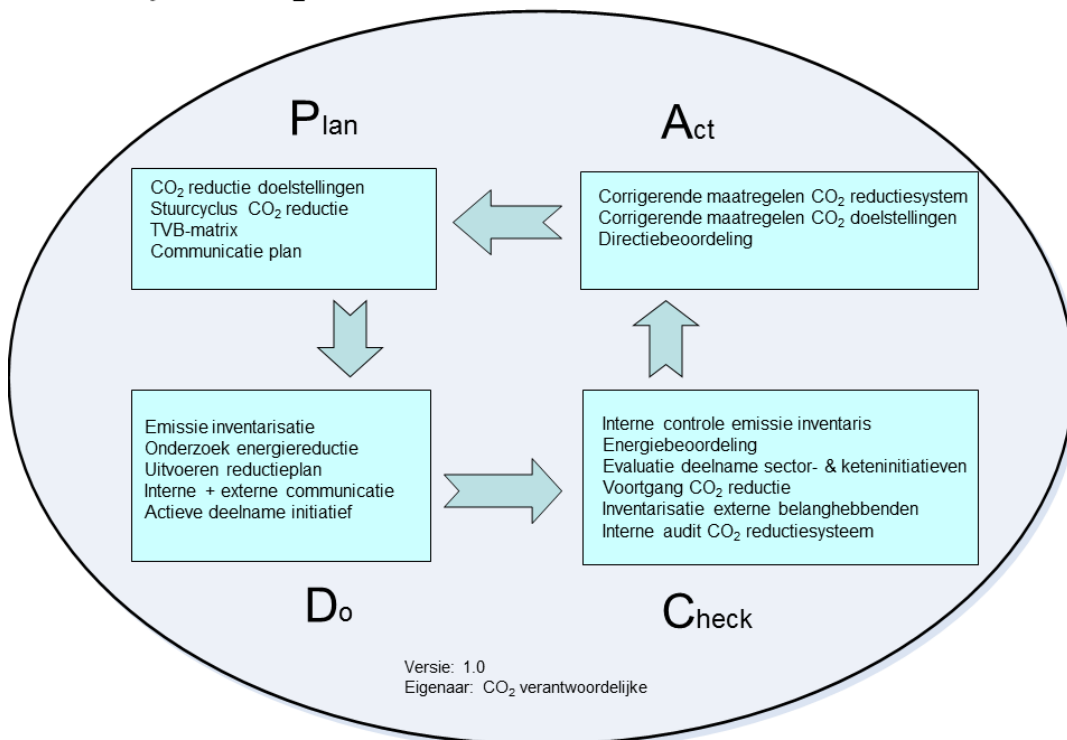 Plan
CO₂ reductie doelstellingen
Stuurcyclus CO₂ reductie
TVB-matrix
Communicatie plan
Act
Corrigerende maatregelen CO₂ reductiesystem
Corrigerende maatregelen CO₂ doelstellingen
Directiebeoordeling
Emissie inventarisatie
Onderzoek energiereductie
Uitvoeren reductieplan
Interne + externe communicatie
Actieve deelname initiatief
Do
Interne controle emissie inventaris
Energiebeoordeling
Evaluatie deelname sector- & keteninitiatieven
Voortgang CO₂ reductie
Inventarisatie externe belanghebbenden
Interne audit CO₂ reductiesysteem
Check
Versie: 1.0
Eigenaar: CO₂ verantwoordelijke